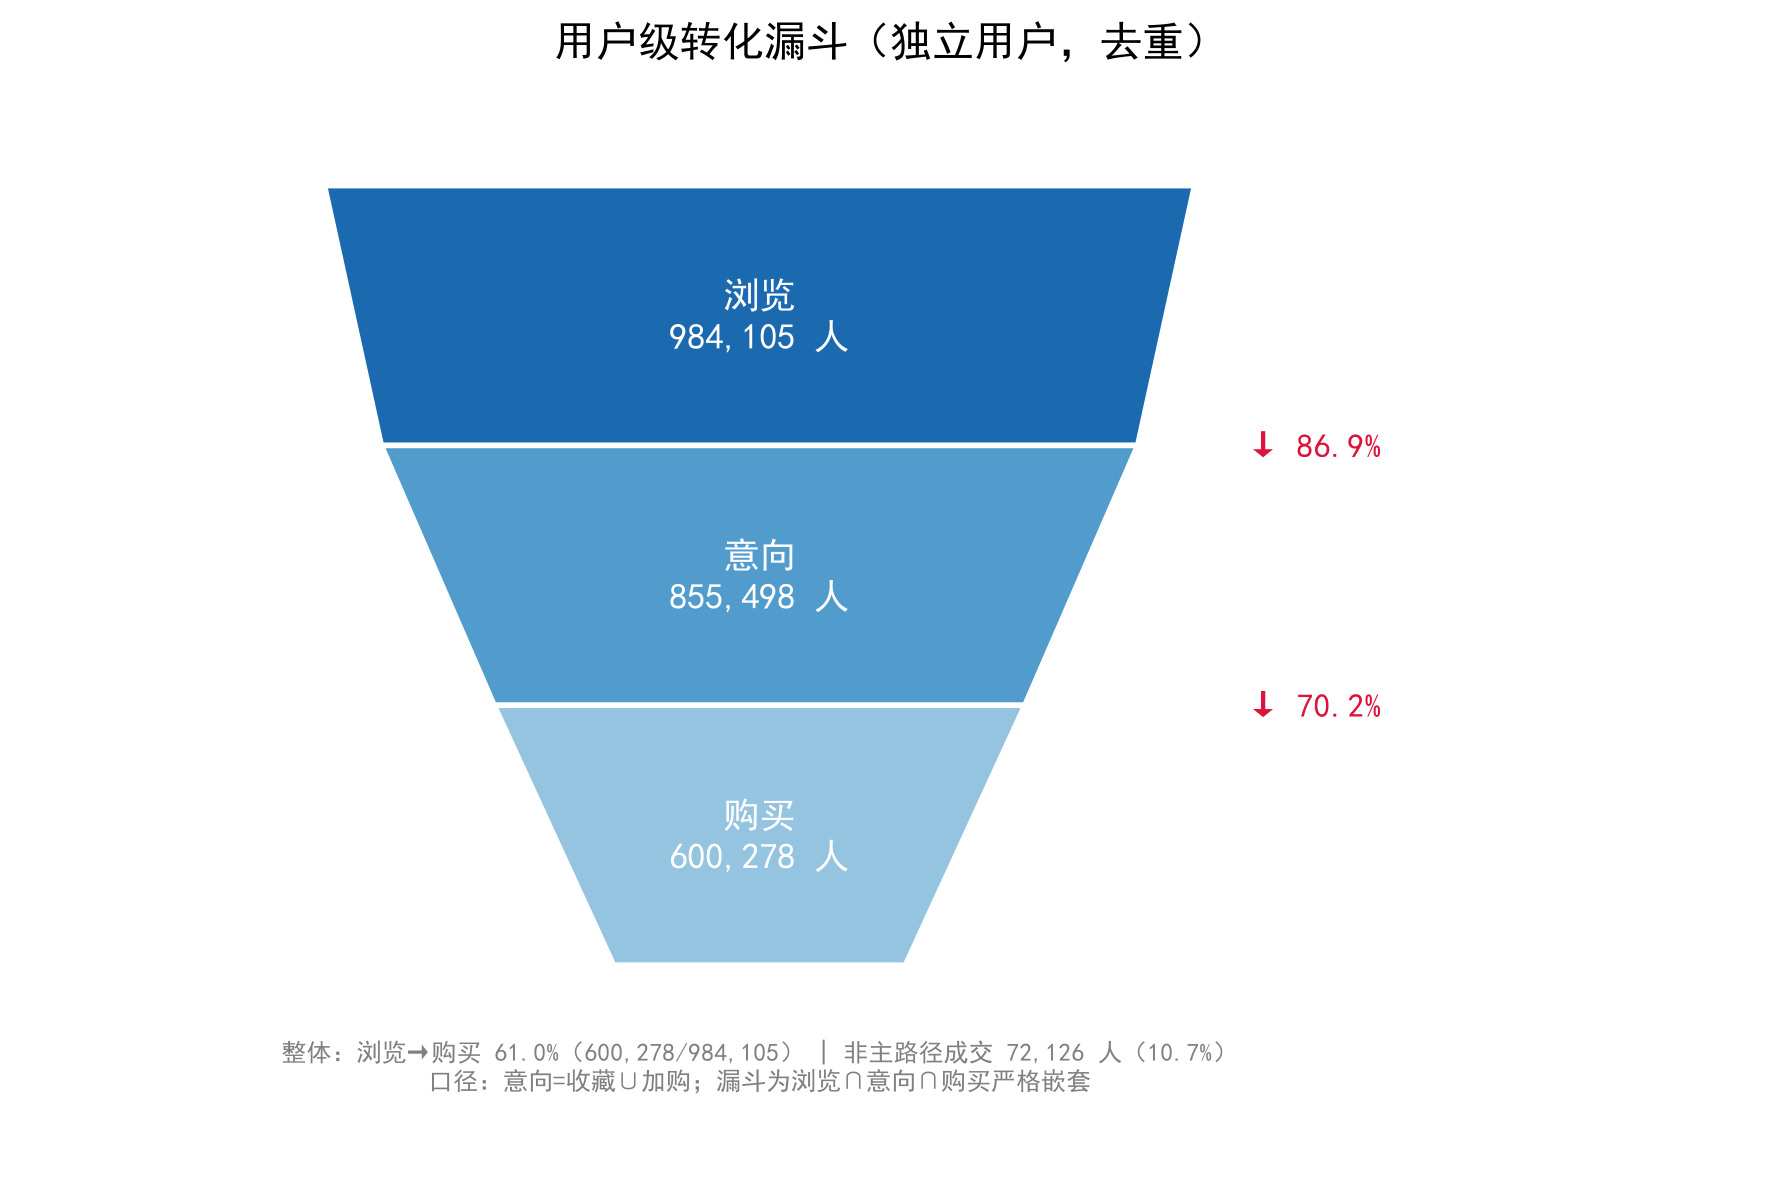 用户级转化漏斗（独立用户，去重）
浏览
984,105 人
↓ 86.9%
意向
855,498 人
↓ 70.2%
购买
600,278 人
整体：浏览→购买 61.0%（600,278/984,105） | 非主路径成交 72,126 人（10.7%）
口径：意向=收藏∪加购；漏斗为浏览∩意向∩购买严格嵌套